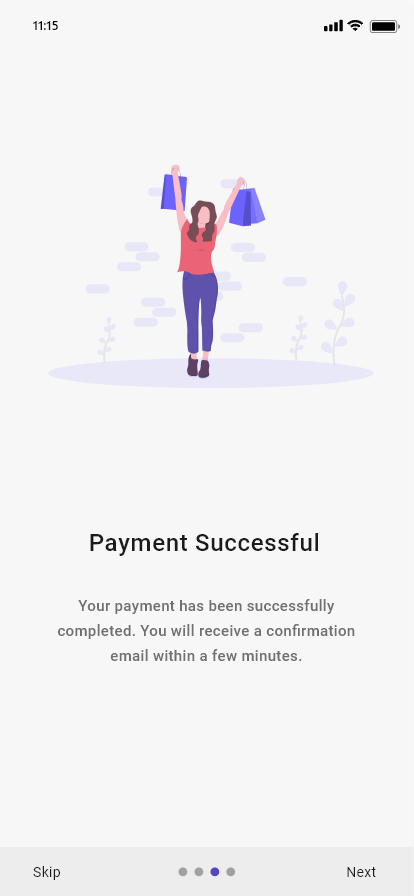 11:15
Payment Successful
Your payment has been successfully
completed. You will receive a confirmation
email within a few minutes.
Skip
Next